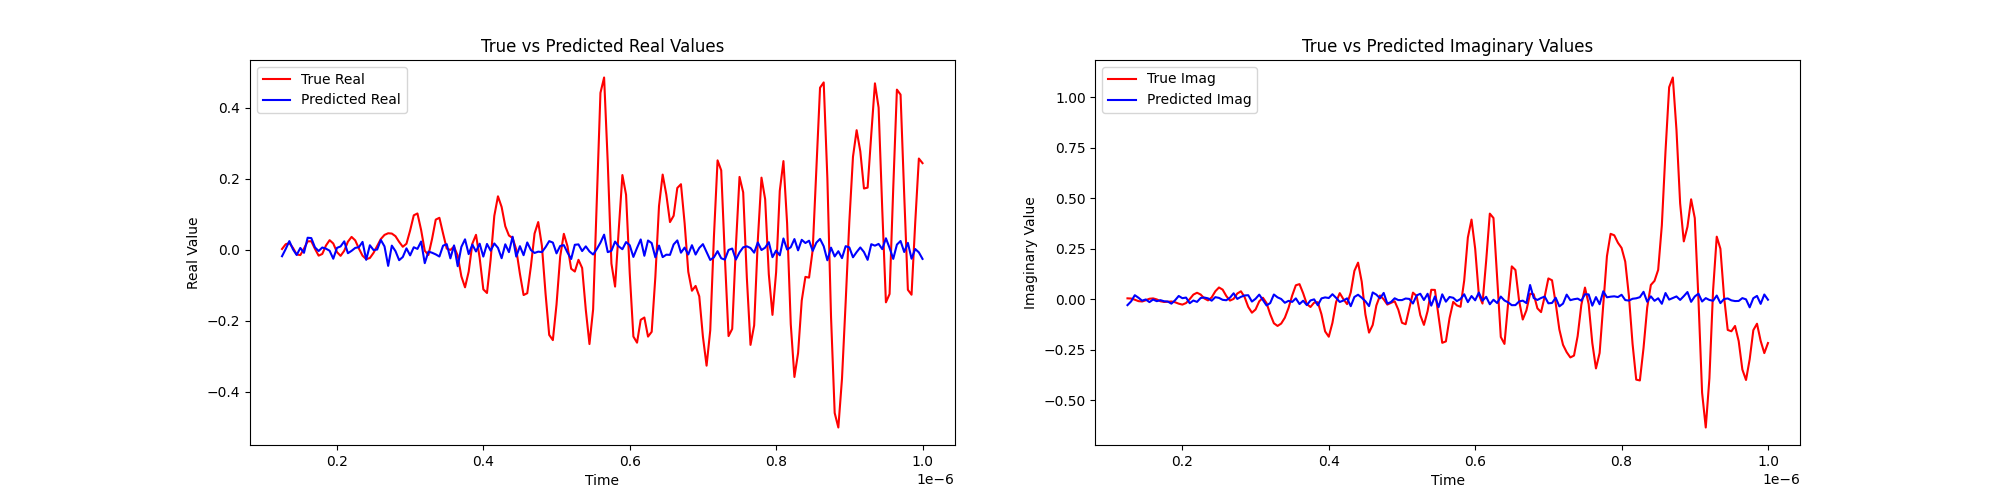 True vs Predicted Real Values
True Real
Predicted Real
Real Value
0.4
0.2
0.0
−0.2
−0.4
0.2
0.4
0.6
0.8
1.0
1e−6
Time
True vs Predicted Imaginary Values
True Imag
Predicted Imag
Imaginary Value
1.00
0.75
0.50
0.25
0.00
−0.25
−0.50
0.2
0.4
0.6
0.8
1.0
1e−6
Time